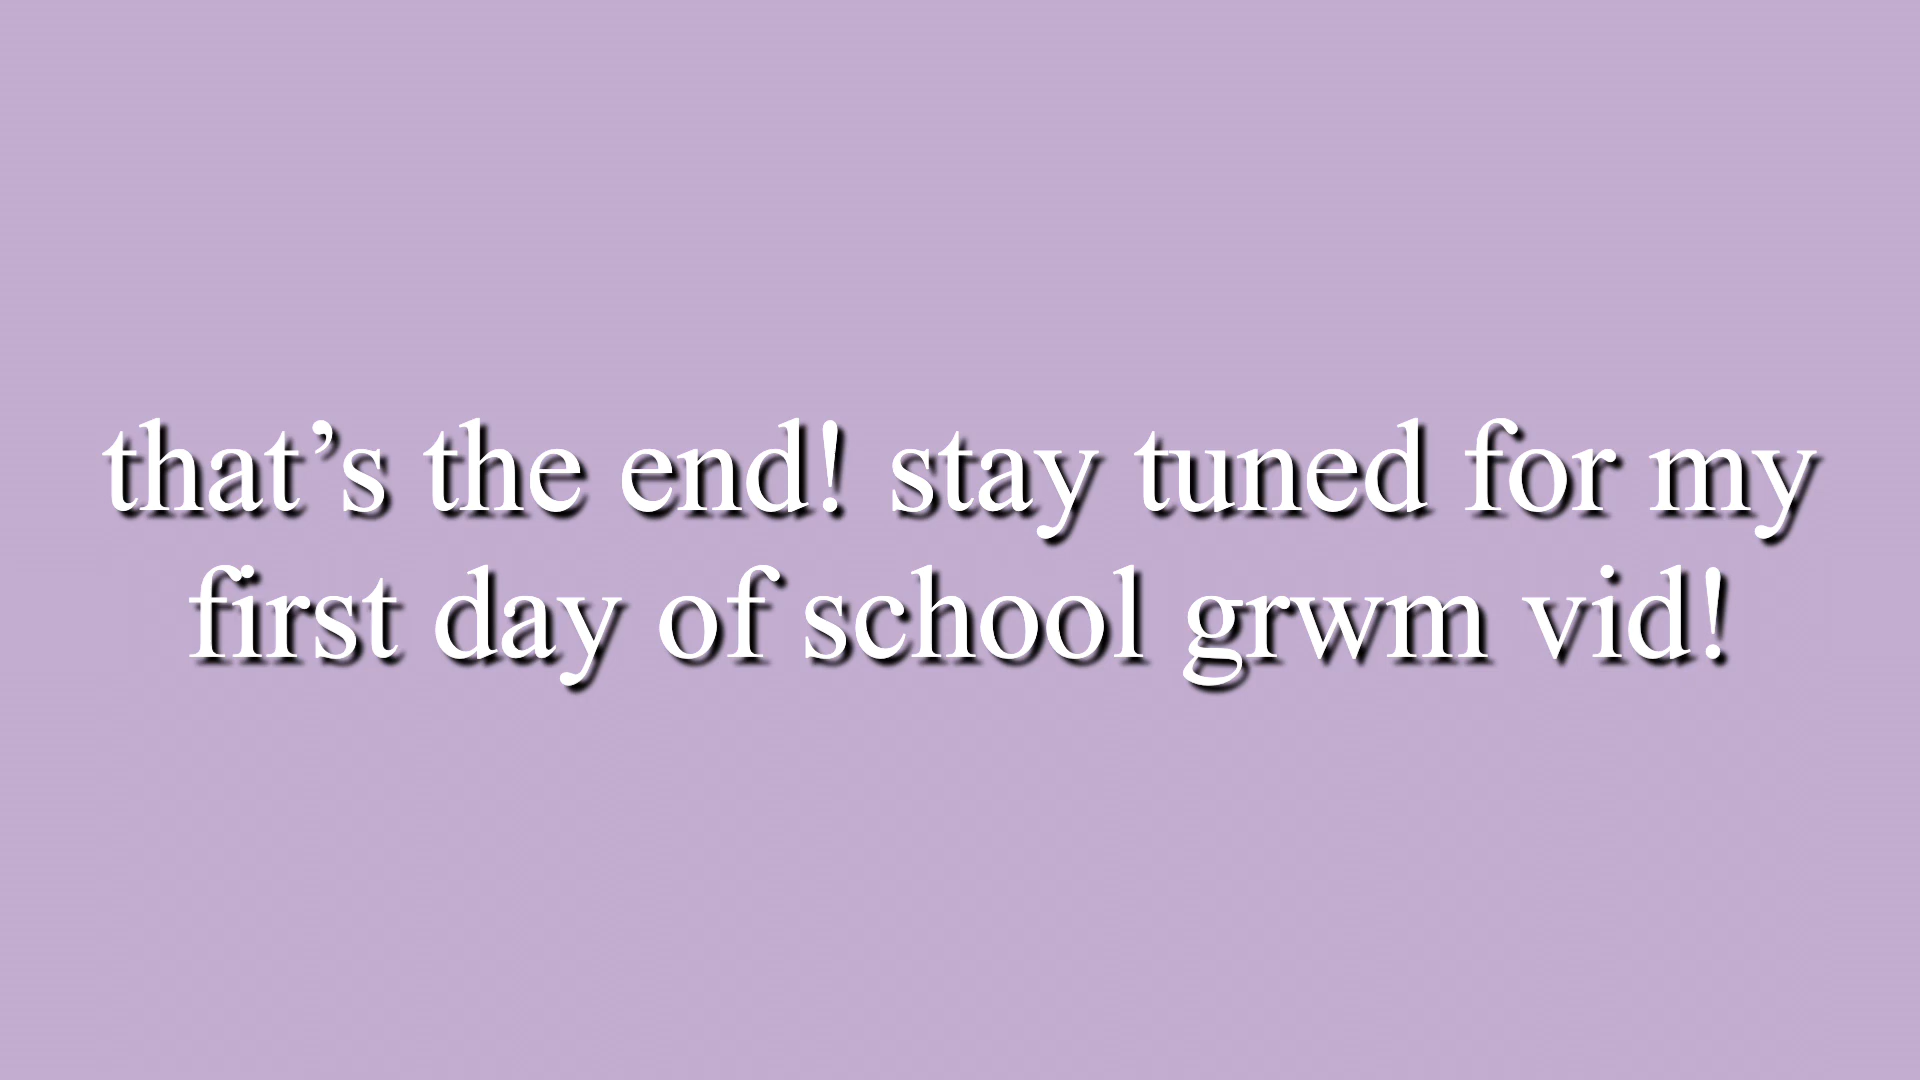 that’s the end! stay tuned for my
first day of school grwm vid!